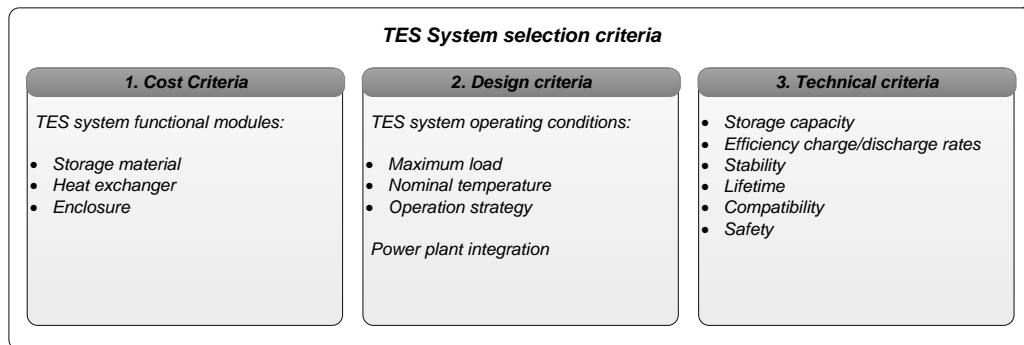 TES System selection criteria
1. Cost Criteria
TES system functional modules:
• Storage material
• Heat exchanger
• Enclosure
2. Design criteria
TES system operating conditions:
• Maximum load
• Nominal temperature
• Operation strategy
Power plant integration
3. Technical criteria
• Storage capacity
• Efficiency charge/discharge rates
• Stability
• Lifetime
• Compatibility
• Safety